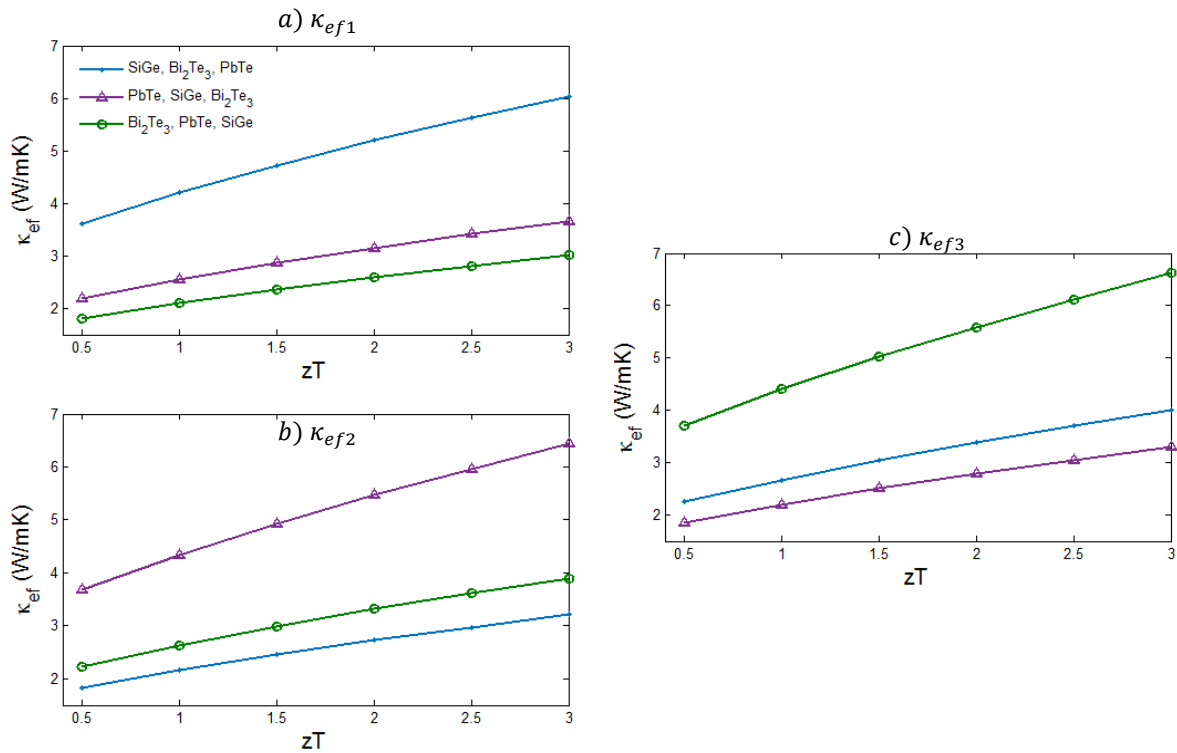 a) κef1
7
6
5
4
3
2
κef (W/mK)
SiGe, Bi2Te3, PbTe
PbTe, SiGe, Bi2Te3
Bi2Te3, PbTe, SiGe
0.5 1 1.5 2 2.5 3
zT
b) κef2
7
6
5
4
3
2
κef (W/mK)
0.5 1 1.5 2 2.5 3
zT
c) κef3
7
6
5
4
3
2
κef (W/mK)
0.5 1 1.5 2 2.5 3
zT